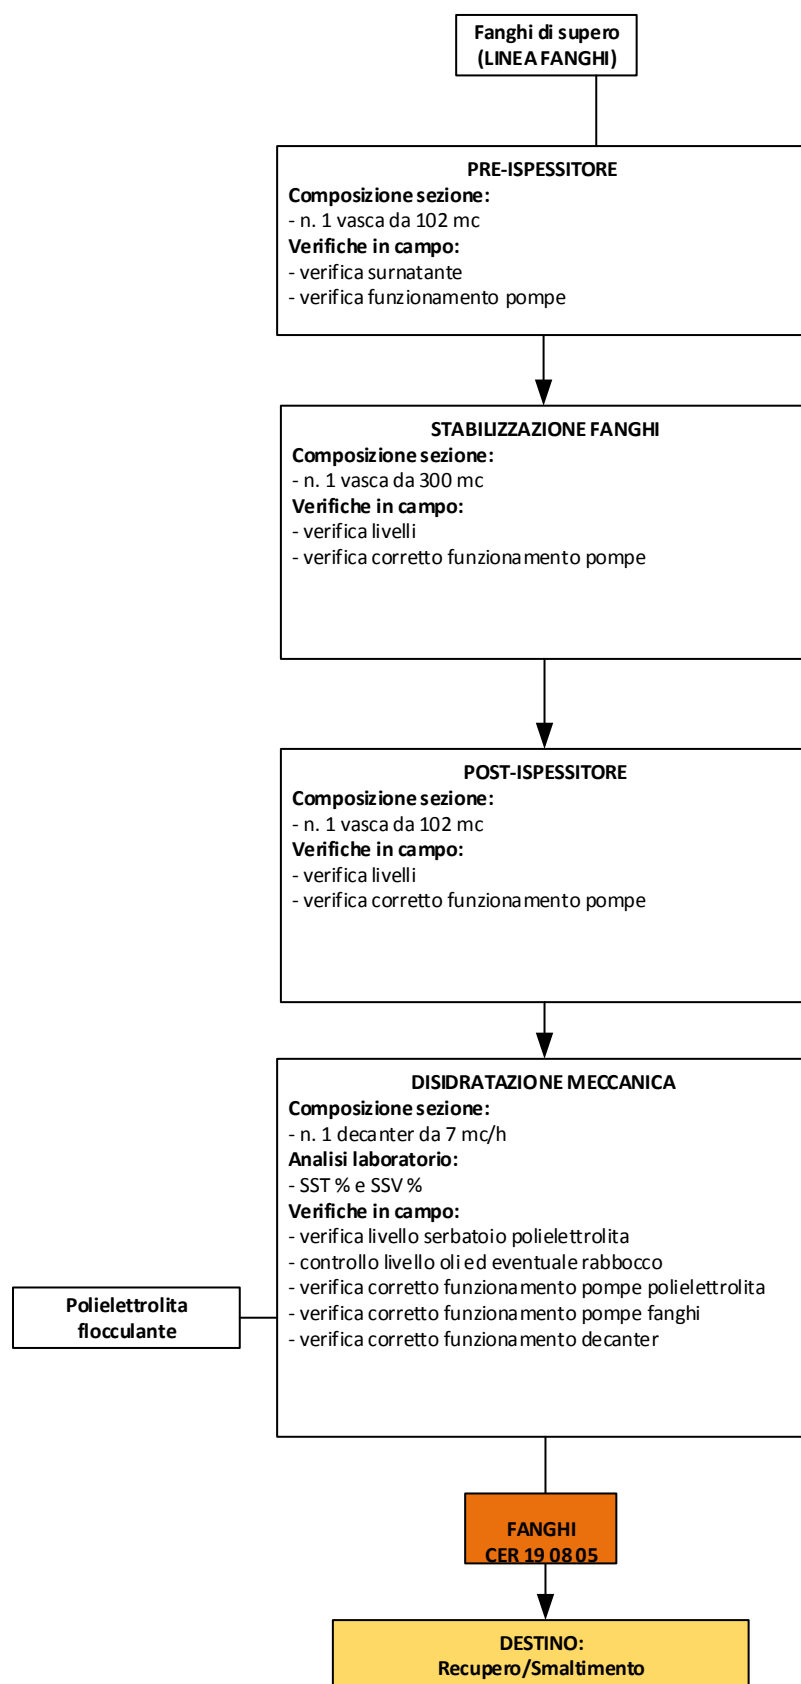 Fanghi di supero
(LINEA FANGHI)
PRE-ISPESSITORE
Composizione sezione:
- n. 1 vasca da 102 mc
Verifiche in campo:
- verifica surnatante
- verifica funzionamento pompe
STABILIZZAZIONE FANGHI
Composizione sezione:
- n. 1 vasca da 300 mc
Verifiche in campo:
- verifica livelli
- verifica corretto funzionamento pompe
POST-ISPESSITORE
Composizione sezione:
- n. 1 vasca da 102 mc
Verifiche in campo:
- verifica livelli
- verifica corretto funzionamento pompe
DISIDRATAZIONE MECCANICA
Composizione sezione:
- n. 1 decanter da 7 mc/h
Analisi laboratorio:
- SST % e SSV %
Verifiche in campo:
- verifica livello serbatoio polielettrolita
- controllo livello oli ed eventuale rabbocco
- verifica corretto funzionamento pompe polielettrolita
- verifica corretto funzionamento pompe fanghi
- verifica corretto funzionamento decanter
Polielettrolita
flocculante
FANGHI
CER 19 08 05
DESTINO:
Recupero/Smaltimento